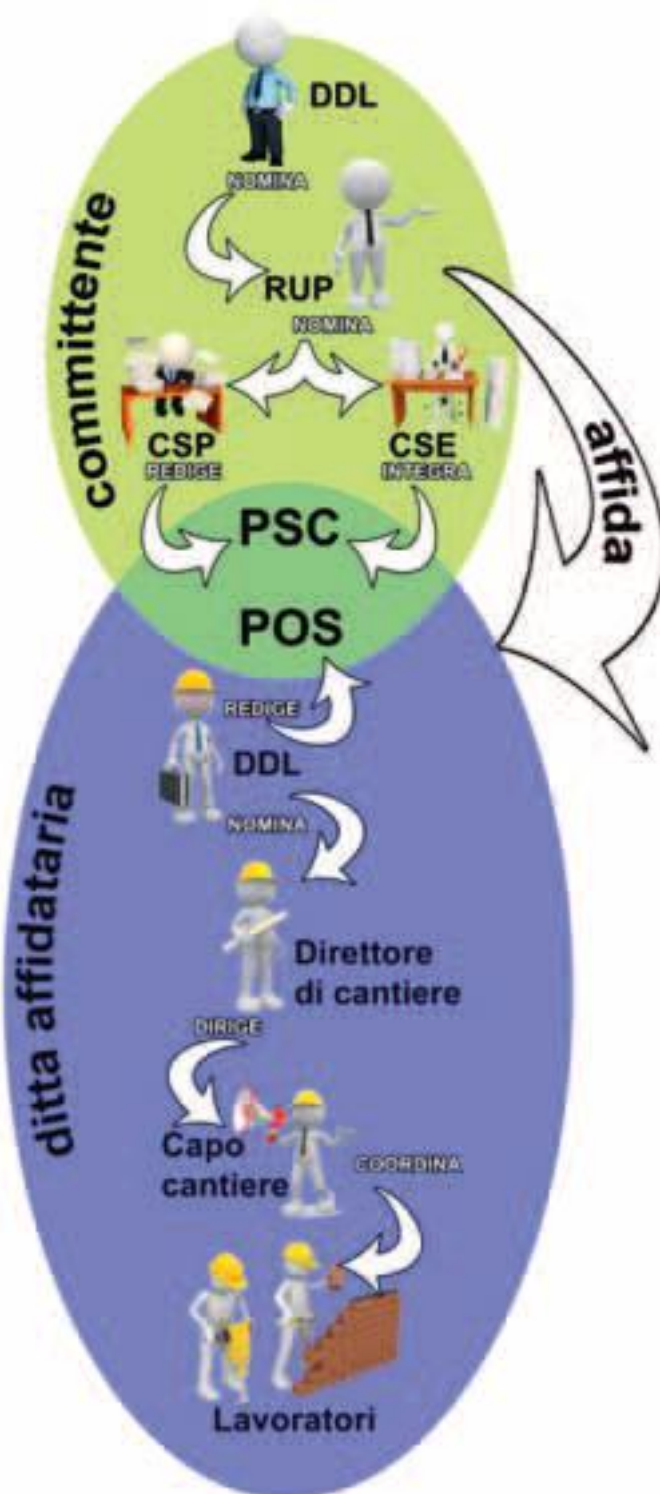 DDL
NOMINA
committente
RUP
NOMINA
CSP
REDIGE
CSE
INTEGRA
affida
PSC
POS
REDIGE
DDL
NOMINA
ditta affidataria
Direttore
di cantiere
DIRIGE
Capo
cantiere
COORDINA
Lavoratori